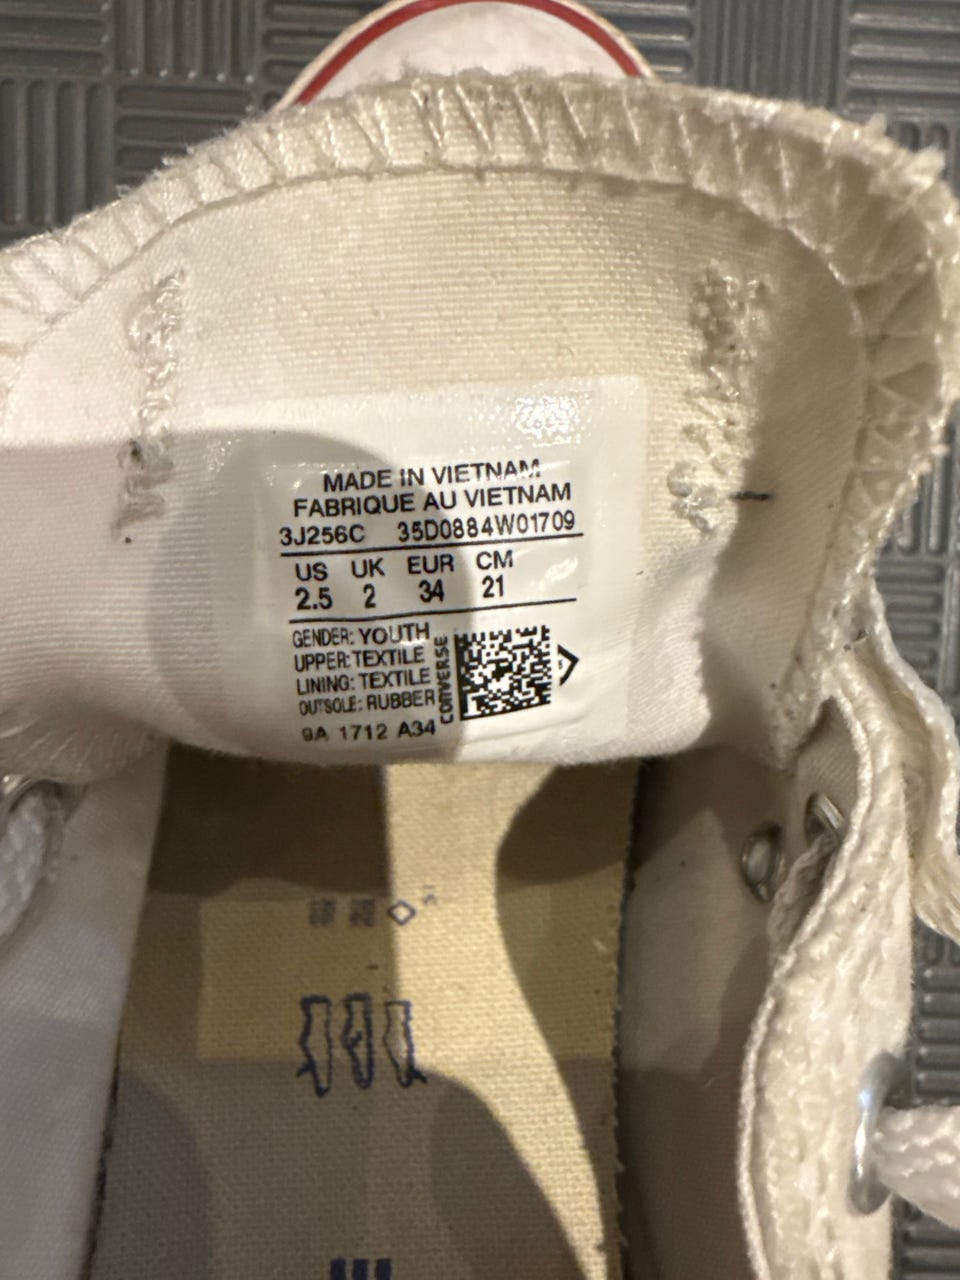 MADE IN VIETNAM
FABRIQUE AU VIETNAM
3J256C 35D0884W01709
US UK EUR CM
2.5 2 34 21
GENDER: YOUTH
UPPER: TEXTILE
LINING: TEXTILE
OUTSOLE: RUBBER
CONVERSE
9A 1712 A34